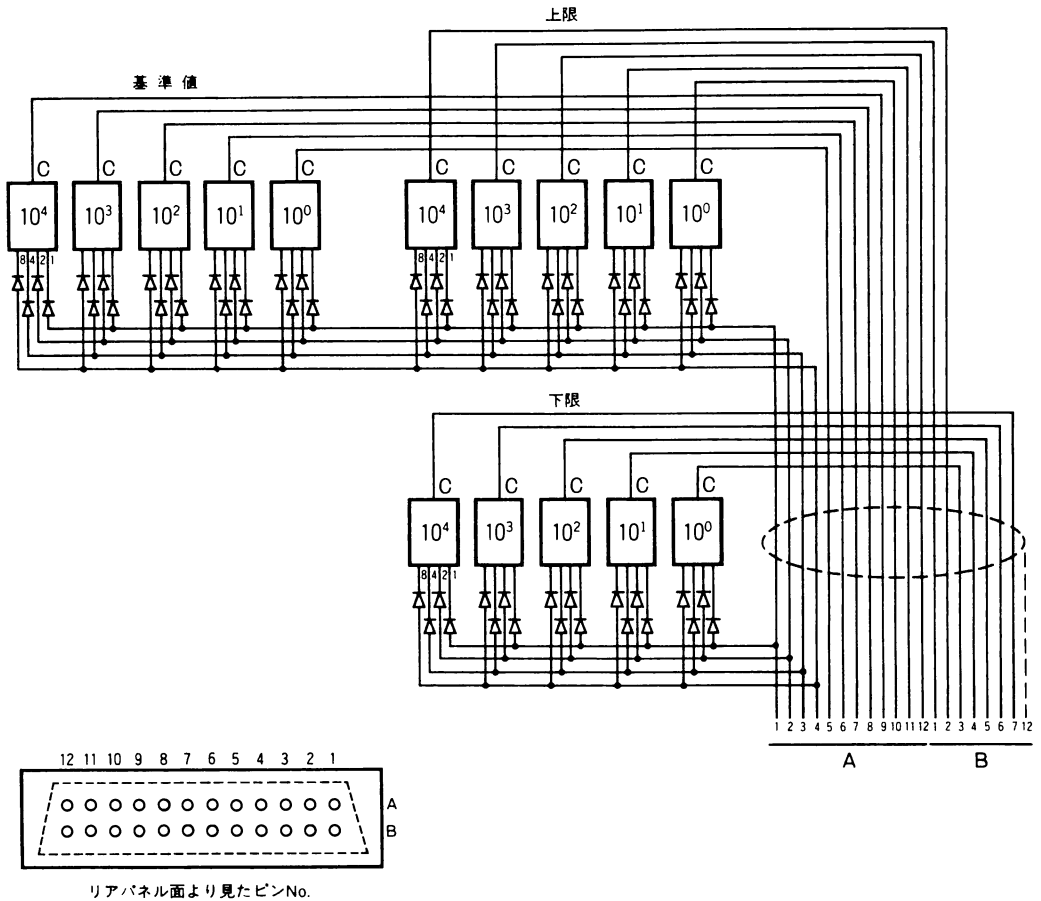 上限
基準値
C C C C C C C C C C
10⁴ 10³ 10² 10¹ 10⁰ 10⁴ 10³ 10² 10¹ 10⁰
8 4 2 1 8 4 2 1
下限
C C C C C
10⁴ 10³ 10² 10¹ 10⁰
8 4 2 1
1 2 3 4 5 6 7 8 9 10 11 12 1 2 3 4 5 6 7 12
A B
12 11 10 9 8 7 6 5 4 3 2 1
A
B
リアパネル面より見たピンNo.